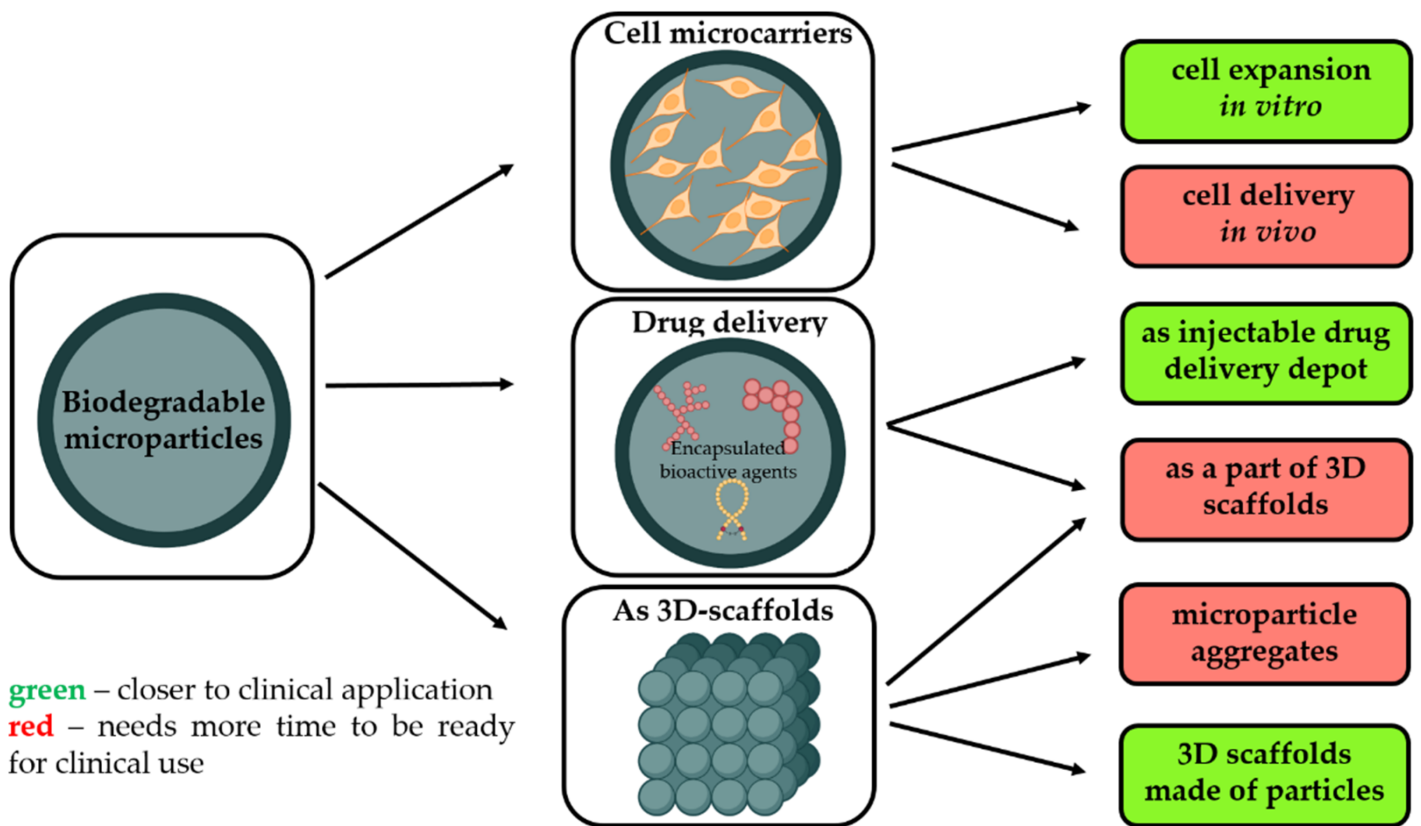 Cell microcarriers
cell expansion
in vitro
cell delivery
in vivo
Biodegradable
microparticles
Drug delivery
Encapsulated
bioactive agents
as injectable drug
delivery depot
as a part of 3D
scaffolds
As 3D-scaffolds
microparticle
aggregates
3D scaffolds
made of particles
green – closer to clinical application
red – needs more time to be ready
for clinical use